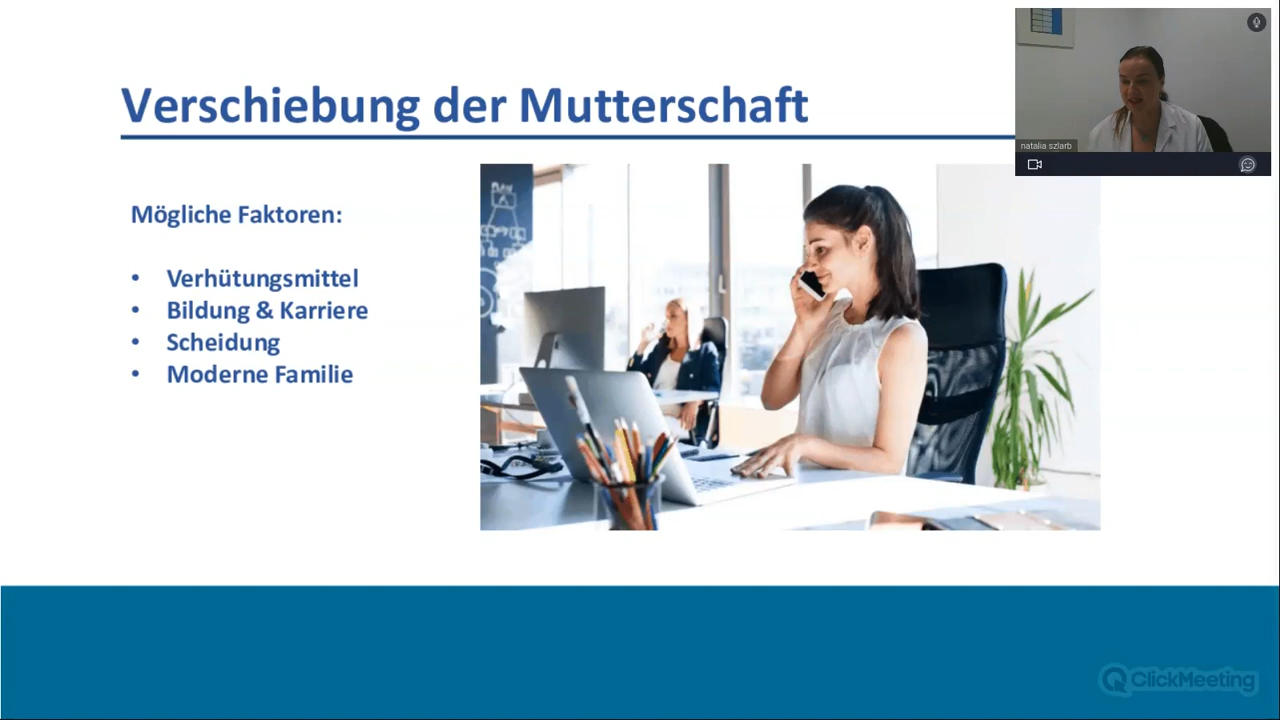 Verschiebung der Mutterschaft
natalia szlarb
Mögliche Faktoren:
• Verhütungsmittel
• Bildung & Karriere
• Scheidung
• Moderne Familie
ClickMeeting